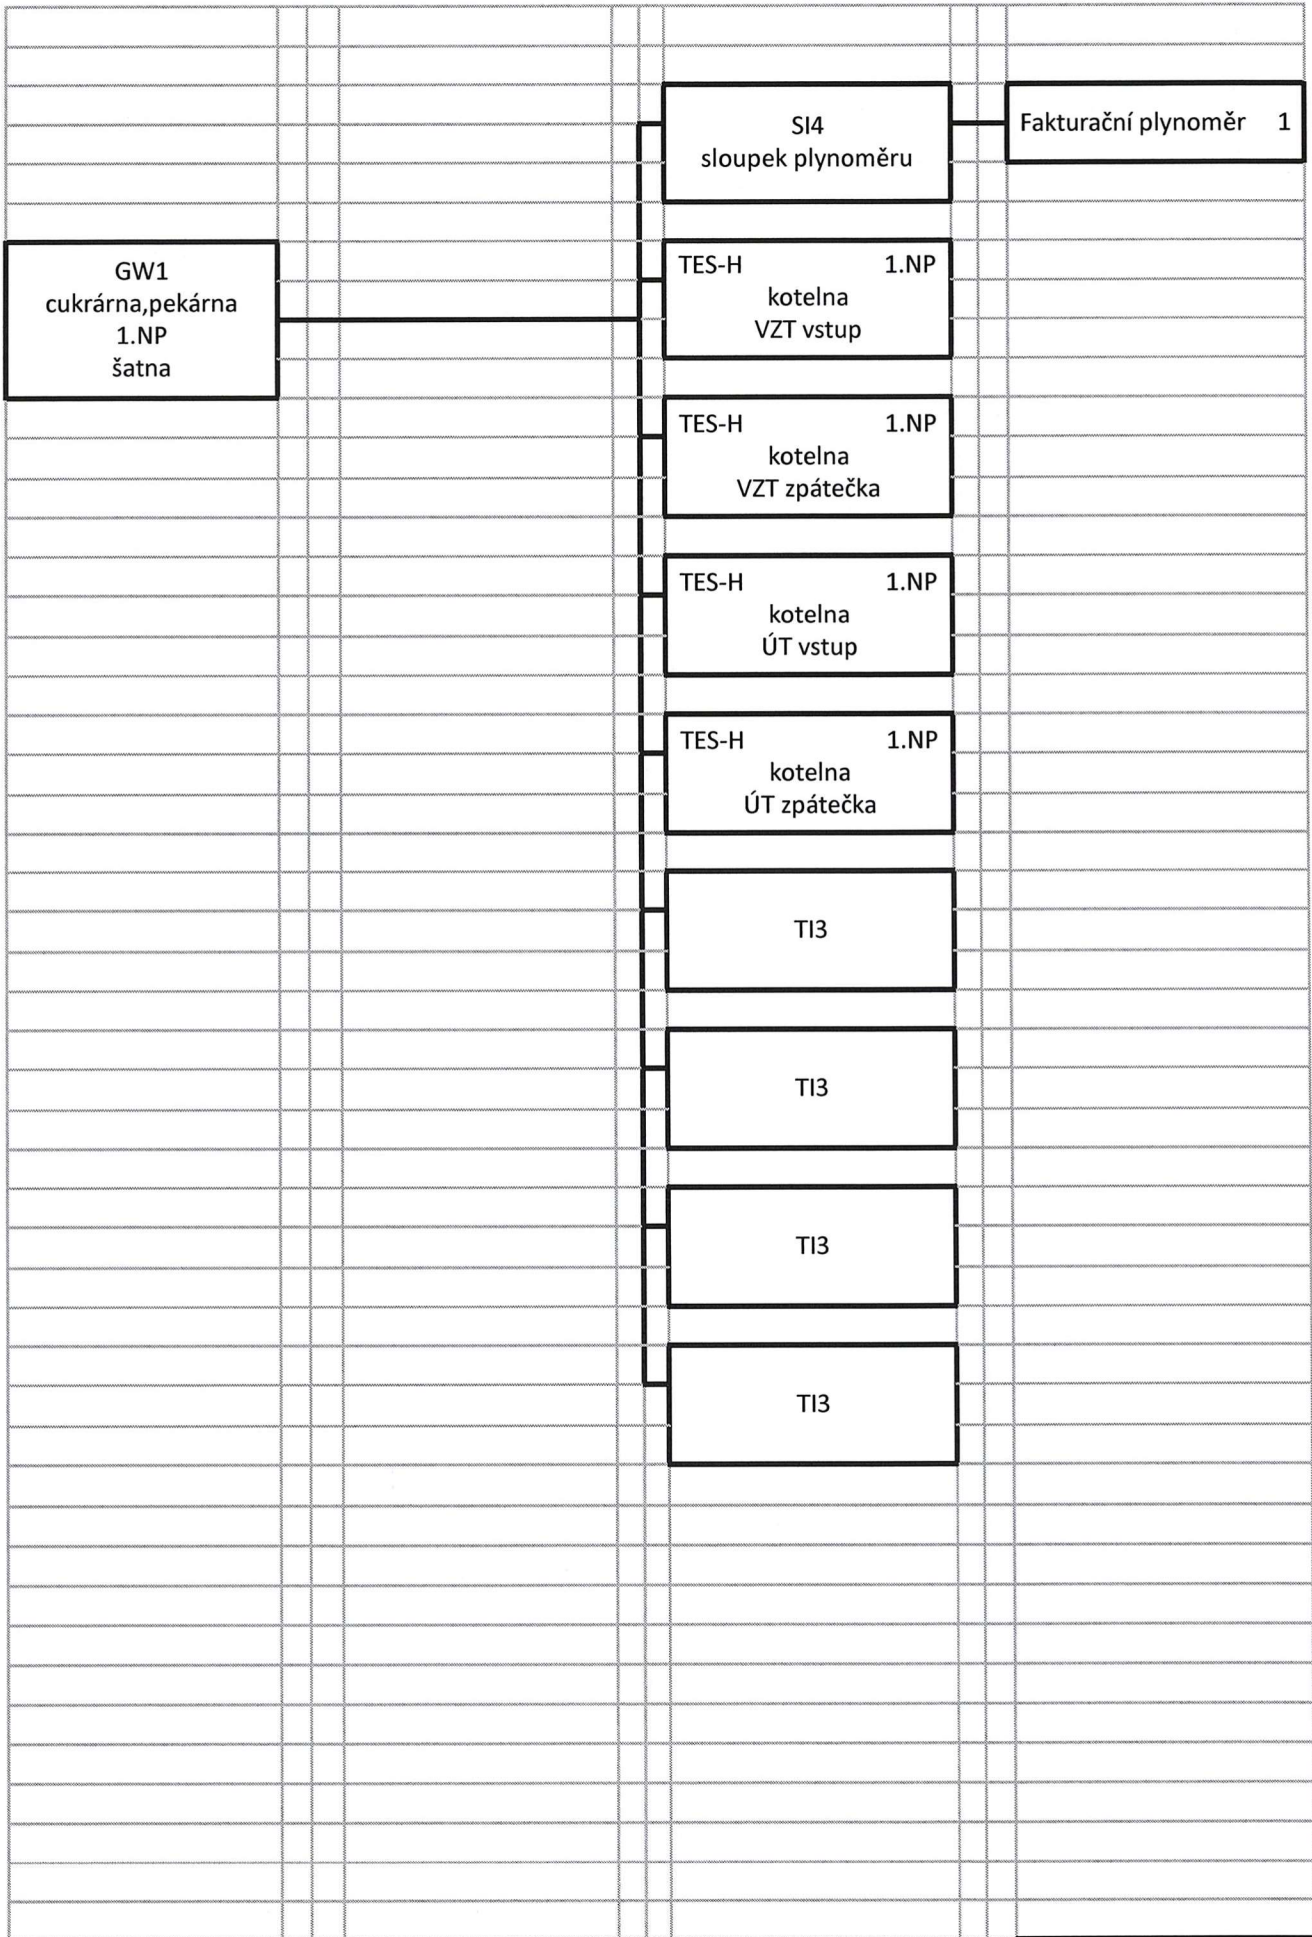 SI4
sloupek plynoměru
Fakturační plynoměr 1
GW1
cukrárna,pekárna
1.NP
šatna
TES-H 1.NP
kotelna
VZT vstup
TES-H 1.NP
kotelna
VZT zpátečka
TES-H 1.NP
kotelna
ÚT vstup
TES-H 1.NP
kotelna
ÚT zpátečka
TI3
TI3
TI3
TI3